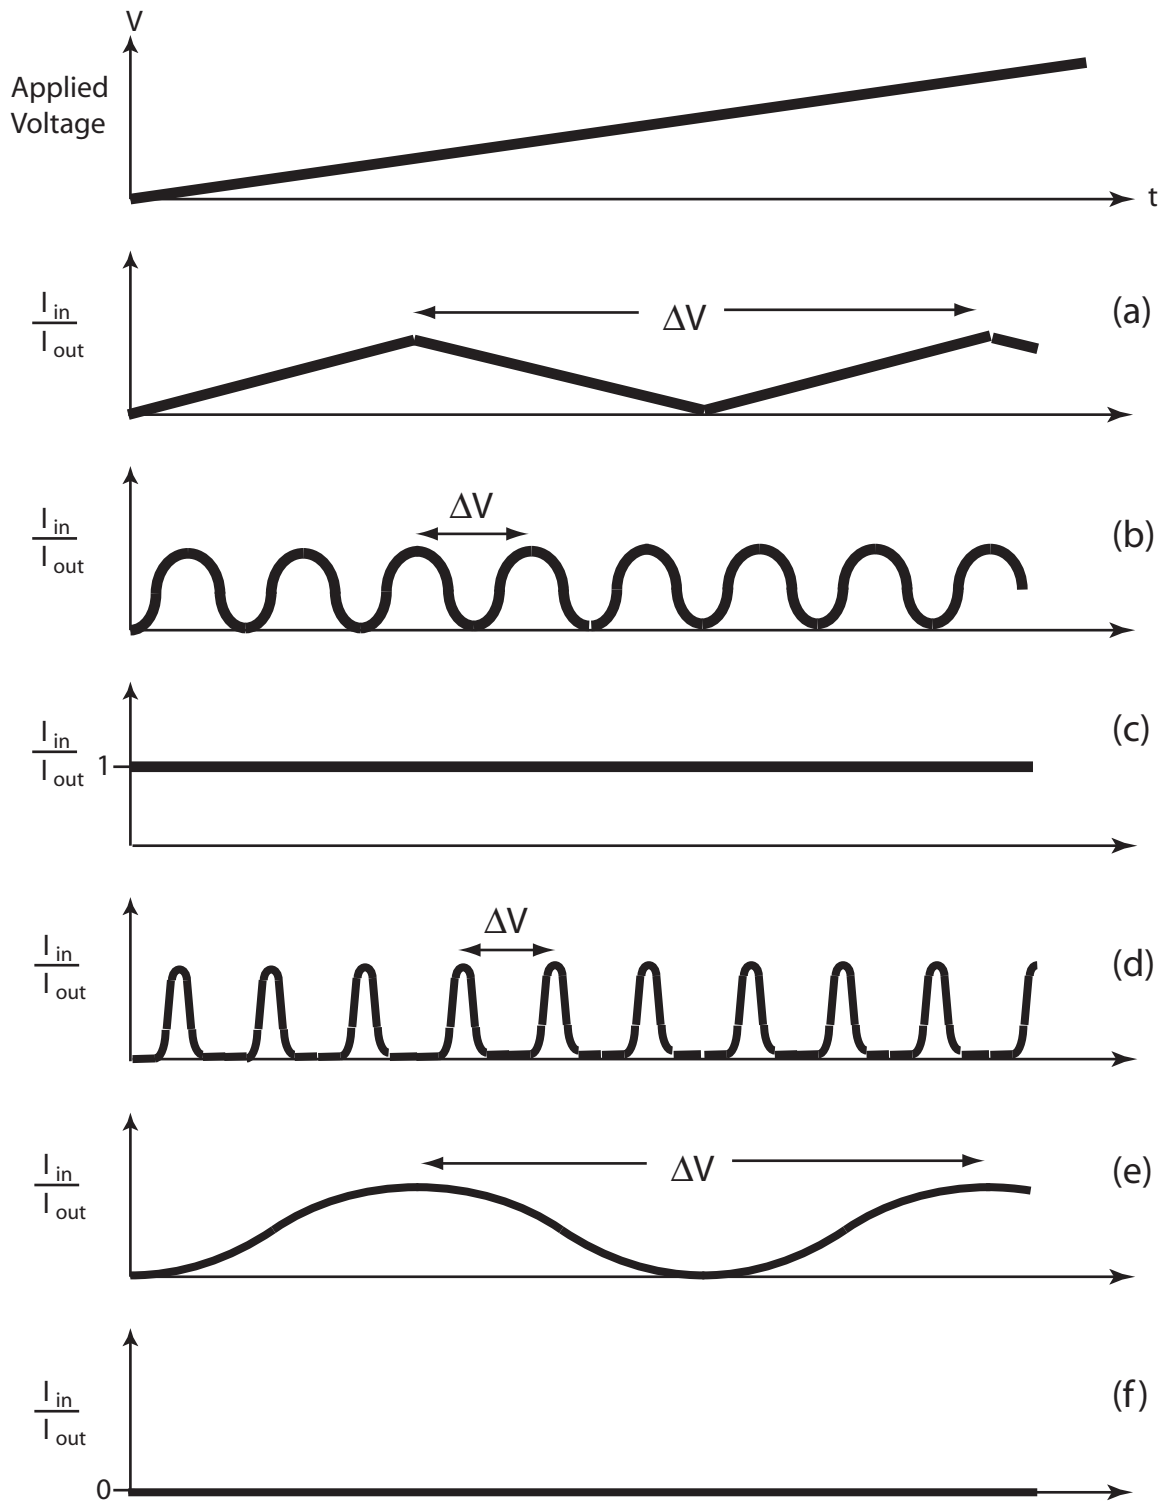 V
Applied
Voltage
t
I in
I out
ΔV
(a)
I in
I out
ΔV
(b)
I in
I out
1
(c)
I in
I out
ΔV
(d)
I in
I out
ΔV
(e)
I in
I out
0
(f)